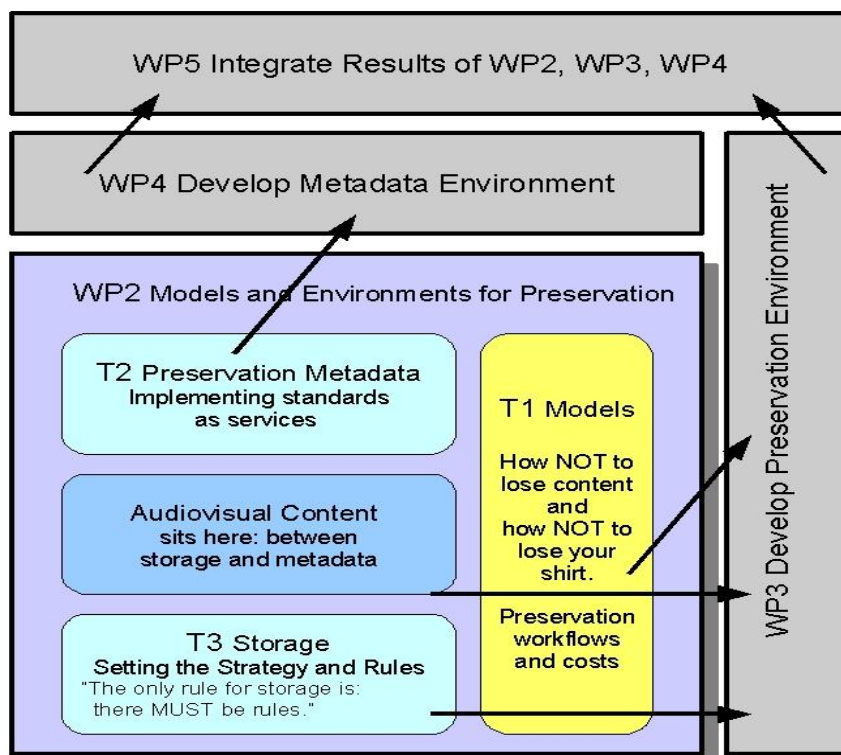 WP5 Integrate Results of WP2, WP3, WP4
WP4 Develop Metadata Environment
WP2 Models and Environments for Preservation
T2 Preservation Metadata
Implementing standards
as services
Audiovisual Content
sits here: between
storage and metadata
T3 Storage
Setting the Strategy and Rules
"The only rule for storage is:
there MUST be rules."
T1 Models
How NOT to
lose content
and
how NOT to
lose your
shirt.
Preservation
workflows
and costs
WP3 Develop Preservation Environment